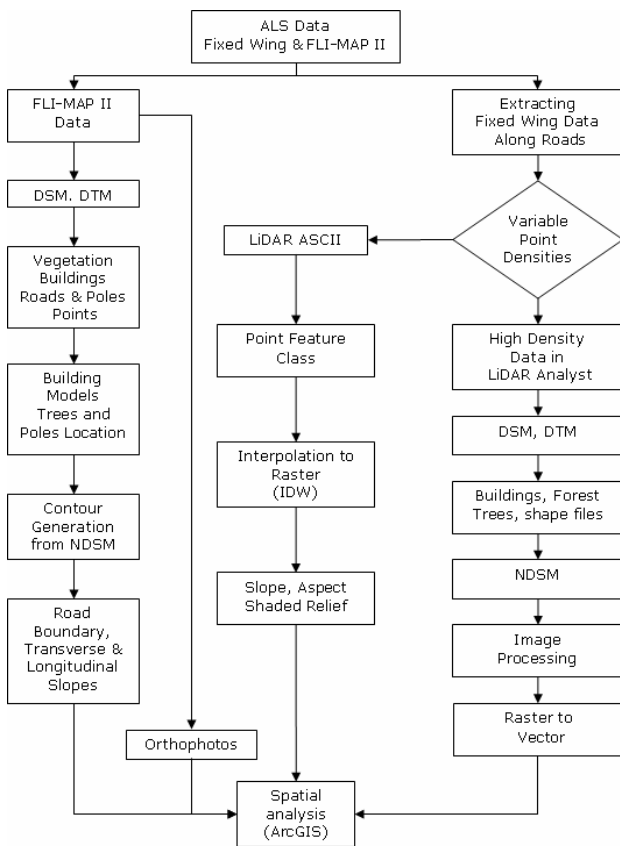 ALS Data
Fixed Wing & FLI-MAP II
FLI-MAP II
Data
DSM. DTM
Vegetation
Buildings
Roads & Poles
Points
Building
Models
Trees and
Poles Location
Contour
Generation
from NDSM
Road
Boundary,
Transverse &
Longitudinal
Slopes
Orthophotos
LiDAR ASCII
Point Feature
Class
Interpolation to
Raster
(IDW)
Slope, Aspect
Shaded Relief
Extracting
Fixed Wing Data
Along Roads
Variable
Point
Densities
High Density
Data in
LiDAR Analyst
DSM, DTM
Buildings, Forest
Trees, shape files
NDSM
Image
Processing
Raster to
Vector
Spatial
analysis
(ArcGIS)